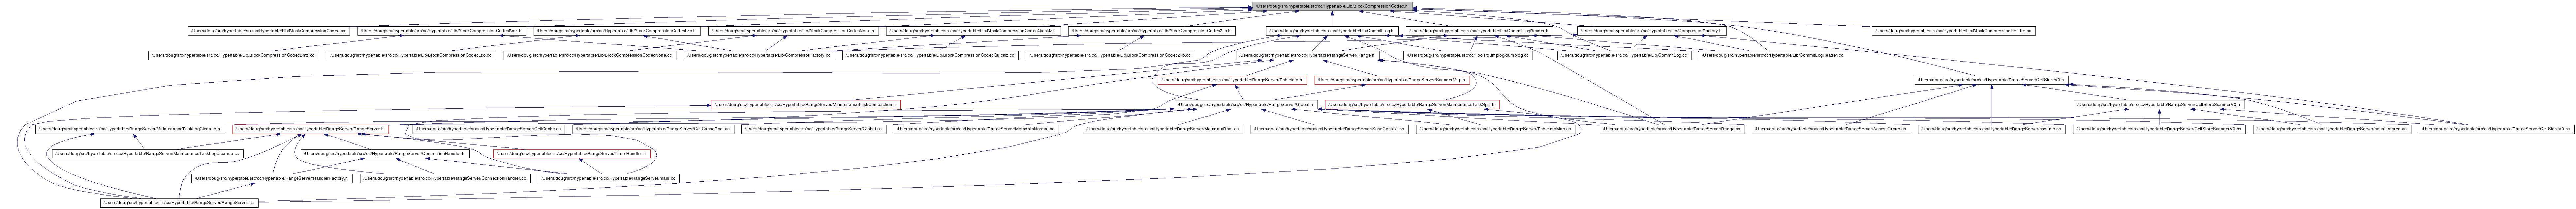 /Users/doug/src/hypertable/src/cc/Hypertable/Lib/BlockCompressionCodec.h
/Users/doug/src/hypertable/src/cc/Hypertable/Lib/BlockCompressionCodec.cc
/Users/doug/src/hypertable/src/cc/Hypertable/Lib/BlockCompressionCodecBmz.h
/Users/doug/src/hypertable/src/cc/Hypertable/Lib/BlockCompressionCodecLzo.h
/Users/doug/src/hypertable/src/cc/Hypertable/Lib/BlockCompressionCodecNone.h
/Users/doug/src/hypertable/src/cc/Hypertable/Lib/BlockCompressionCodecQuicklz.h
/Users/doug/src/hypertable/src/cc/Hypertable/Lib/BlockCompressionCodecZlib.h
/Users/doug/src/hypertable/src/cc/Hypertable/Lib/CommitLog.h
/Users/doug/src/hypertable/src/cc/Hypertable/Lib/CommitLogReader.h
/Users/doug/src/hypertable/src/cc/Hypertable/Lib/CompressorFactory.h
/Users/doug/src/hypertable/src/cc/Hypertable/Lib/BlockCompressionHeader.cc
/Users/doug/src/hypertable/src/cc/Hypertable/Lib/BlockCompressionCodecBmz.cc
/Users/doug/src/hypertable/src/cc/Hypertable/Lib/BlockCompressionCodecLzo.cc
/Users/doug/src/hypertable/src/cc/Hypertable/Lib/BlockCompressionCodecNone.cc
/Users/doug/src/hypertable/src/cc/Hypertable/Lib/CompressorFactory.cc
/Users/doug/src/hypertable/src/cc/Hypertable/Lib/BlockCompressionCodecQuicklz.cc
/Users/doug/src/hypertable/src/cc/Hypertable/Lib/BlockCompressionCodecZlib.cc
/Users/doug/src/hypertable/src/cc/Hypertable/RangeServer/Range.h
/Users/doug/src/hypertable/src/cc/Tools/dumplog/dumplog.cc
/Users/doug/src/hypertable/src/cc/Hypertable/Lib/CommitLog.cc
/Users/doug/src/hypertable/src/cc/Hypertable/Lib/CommitLogReader.cc
/Users/doug/src/hypertable/src/cc/Hypertable/RangeServer/TableInfo.h
/Users/doug/src/hypertable/src/cc/Hypertable/RangeServer/ScannerMap.h
/Users/doug/src/hypertable/src/cc/Hypertable/RangeServer/CellStoreV0.h
/Users/doug/src/hypertable/src/cc/Hypertable/RangeServer/MaintenanceTaskCompaction.h
/Users/doug/src/hypertable/src/cc/Hypertable/RangeServer/Global.h
/Users/doug/src/hypertable/src/cc/Hypertable/RangeServer/MaintenanceTaskSplit.h
/Users/doug/src/hypertable/src/cc/Hypertable/RangeServer/CellStoreScannerV0.h
/Users/doug/src/hypertable/src/cc/Hypertable/RangeServer/MaintenanceTaskLogCleanup.h
/Users/doug/src/hypertable/src/cc/Hypertable/RangeServer/RangeServer.h
/Users/doug/src/hypertable/src/cc/Hypertable/RangeServer/CellCache.cc
/Users/doug/src/hypertable/src/cc/Hypertable/RangeServer/CellCachePool.cc
/Users/doug/src/hypertable/src/cc/Hypertable/RangeServer/Global.cc
/Users/doug/src/hypertable/src/cc/Hypertable/RangeServer/MetadataNormal.cc
/Users/doug/src/hypertable/src/cc/Hypertable/RangeServer/MetadataRoot.cc
/Users/doug/src/hypertable/src/cc/Hypertable/RangeServer/ScanContext.cc
/Users/doug/src/hypertable/src/cc/Hypertable/RangeServer/TableInfoMap.cc
/Users/doug/src/hypertable/src/cc/Hypertable/RangeServer/Range.cc
/Users/doug/src/hypertable/src/cc/Hypertable/RangeServer/AccessGroup.cc
/Users/doug/src/hypertable/src/cc/Hypertable/RangeServer/csdump.cc
/Users/doug/src/hypertable/src/cc/Hypertable/RangeServer/CellStoreScannerV0.cc
/Users/doug/src/hypertable/src/cc/Hypertable/RangeServer/count_stored.cc
/Users/doug/src/hypertable/src/cc/Hypertable/RangeServer/CellStoreV0.cc
/Users/doug/src/hypertable/src/cc/Hypertable/RangeServer/MaintenanceTaskLogCleanup.cc
/Users/doug/src/hypertable/src/cc/Hypertable/RangeServer/ConnectionHandler.h
/Users/doug/src/hypertable/src/cc/Hypertable/RangeServer/TimerHandler.h
/Users/doug/src/hypertable/src/cc/Hypertable/RangeServer/HandlerFactory.h
/Users/doug/src/hypertable/src/cc/Hypertable/RangeServer/ConnectionHandler.cc
/Users/doug/src/hypertable/src/cc/Hypertable/RangeServer/main.cc
/Users/doug/src/hypertable/src/cc/Hypertable/RangeServer/RangeServer.cc